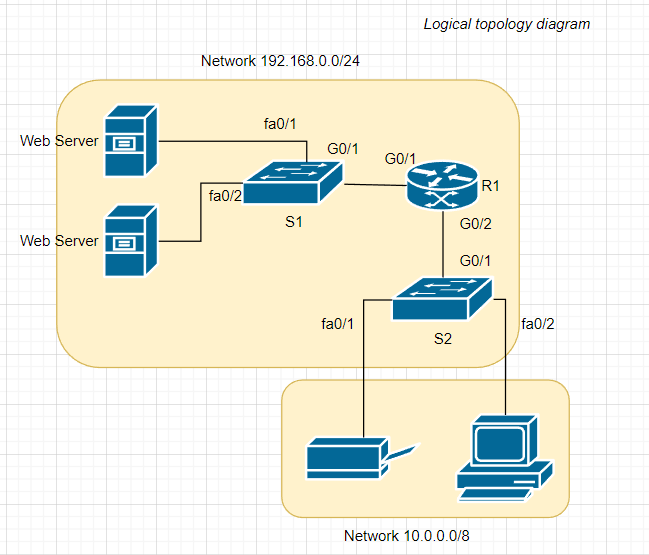 Logical topology diagram
Network 192.168.0.0/24
fa0/1
Web Server
G0/1
G0/1
R1
fa0/2
S1
G0/2
Web Server
G0/1
fa0/1
fa0/2
S2
Network 10.0.0.0/8